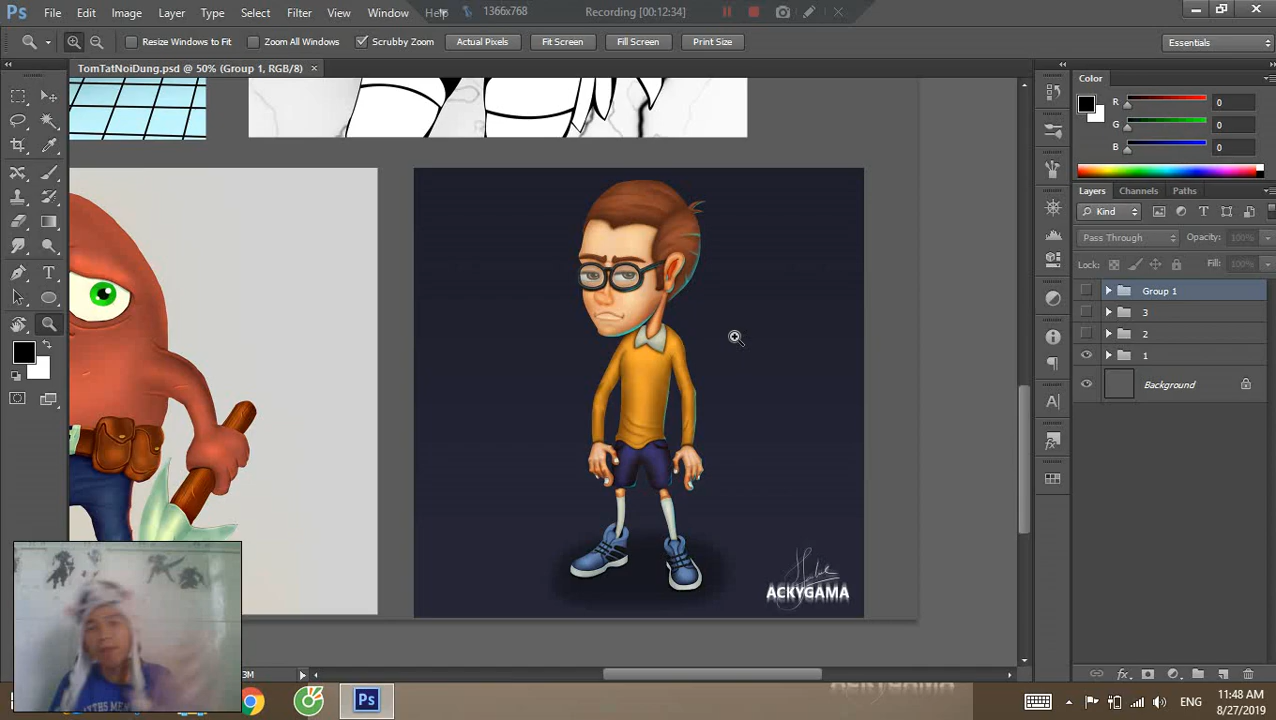 Ps File Edit Image Layer Type Select Filter View Window Help 1366x768 Recording [00:12:34]
Resize Windows to Fit Zoom All Windows Scrubby Zoom Actual Pixels Fit Screen Fill Screen Print Size Essentials
TomTatNoiDung.psd @ 50% (Group 1, RGB/8) ×
Color
R 0
G 0
B 0
Layers Channels Paths
Kind
Pass Through Opacity: 100%
Lock: Fill: 100%
Group 1
3
2
1
Background
ACKYGAMA
3M
ACKYGAMA
Ps
ENG
11:48 AM
8/27/2019